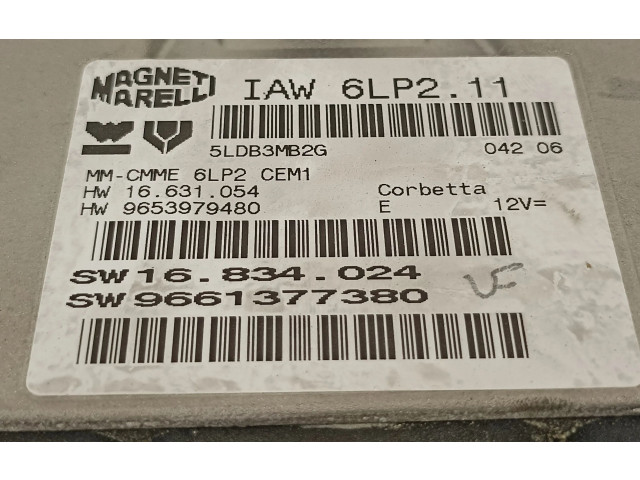 MAGNETI MARELLI
IAW 6LP2.11
5LDB3MB2G 042 06
MM-CMME 6LP2 CEM1
HW 16.631.054 Corbetta
HW 9653979480 E 12V=
SW 16.834.024
SW 9661377380